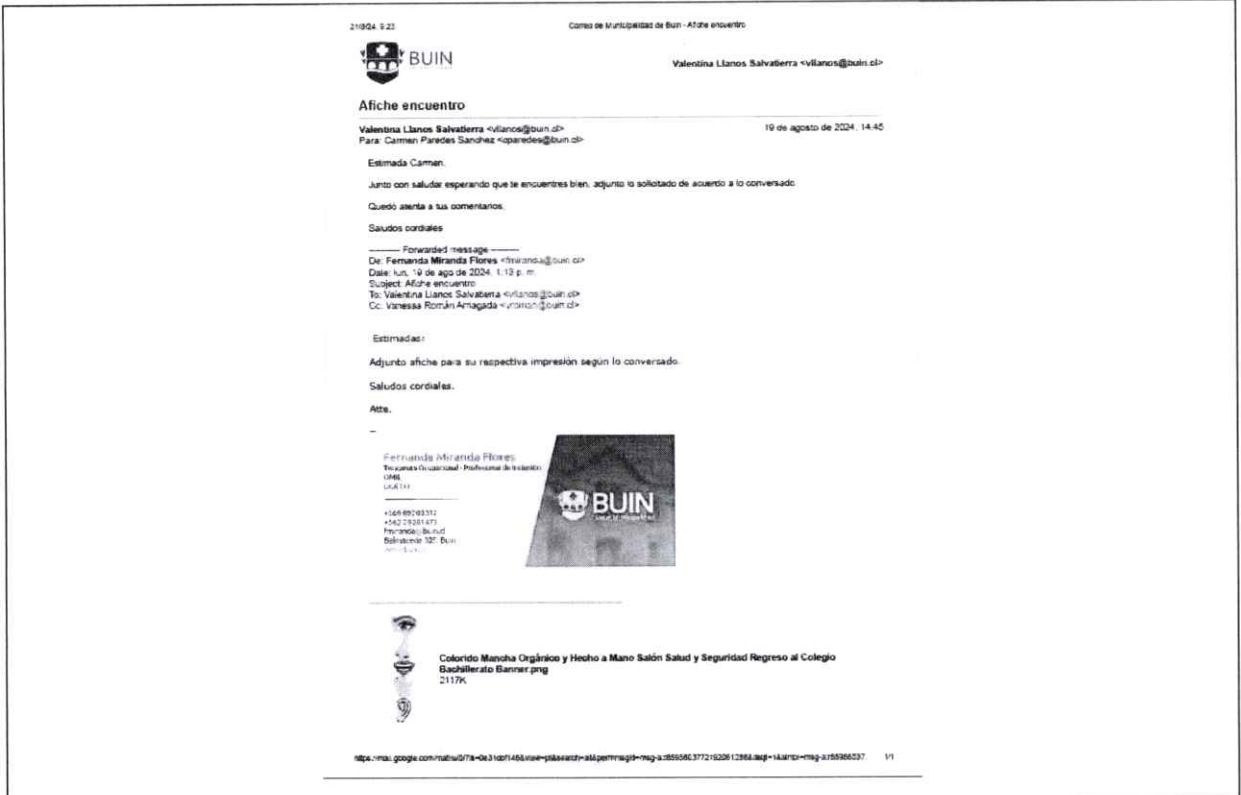 Correo de Municipalidad de Buin - Afiche encuentro
BUIN
Valentina Llanos Salvatierra <vllanos@buin.cl>
Afiche encuentro
Valentina Llanos Salvatierra <vllanos@buin.cl>
19 de agosto de 2024, 14:45
Para: Carmen Paredes Sanchez <cparedes@buin.cl>
Estimada Carmen,
Junto con saludar esperando que te encuentres bien, adjunto lo solicitado de acuerdo a lo conversado
Quedó atenta a tus comentarios.
Saludos cordiales
---------- Forwarded message ---------
De: Fernanda Miranda Flores <fmiranda@buin.cl>
Date: lun, 19 de ago de 2024, 1:13 p. m.
Subject: Afiche encuentro
To: Valentina Llanos Salvatierra <vllanos@buin.cl>
Cc: Vanessa Román Arriagada <vroman@buin.cl>
Estimadas:
Adjunto afiche para su respectiva impresión según lo conversado.
Saludos cordiales.
Atte.
--
Fernanda Miranda Flores
Terapeuta Ocupacional - Profesional de Inclusión
OMIL
BUIN
fmiranda@buin.cl
Colorido Mancha Orgánico y Hecho a Mano Salón Salud y Seguridad Regreso al Colegio
Bachillerato Banner.png
2117K
1/1